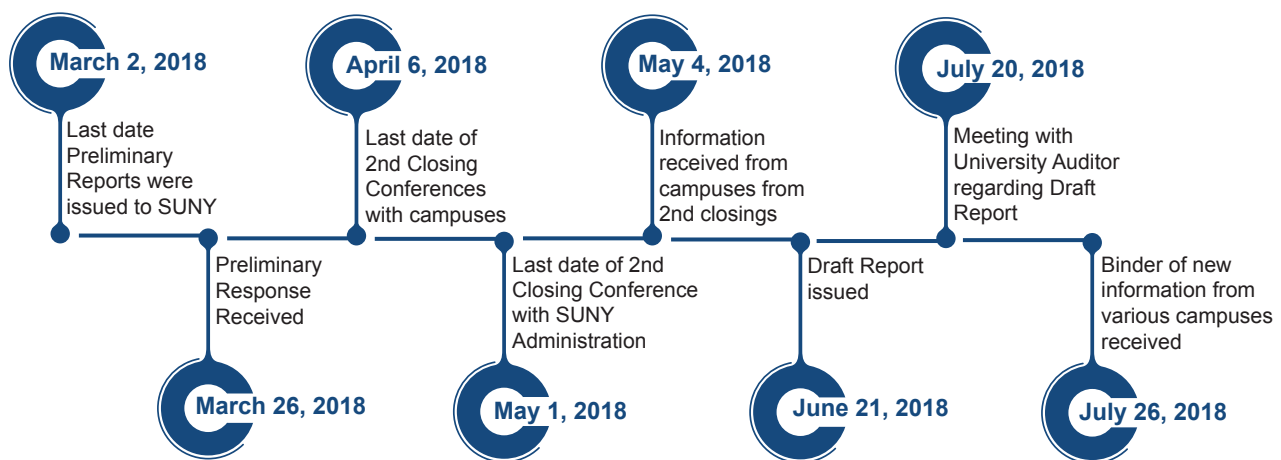 March 2, 2018
Last date
Preliminary
Reports were
issued to SUNY
March 26, 2018
Preliminary
Response
Received
April 6, 2018
Last date of
2nd Closing
Conferences
with campuses
May 1, 2018
Last date of 2nd
Closing Conference
with SUNY
Administration
May 4, 2018
Information
received from
campuses from
2nd closings
June 21, 2018
Draft Report
issued
July 20, 2018
Meeting with
University Auditor
regarding Draft
Report
July 26, 2018
Binder of new
information from
various campuses
received